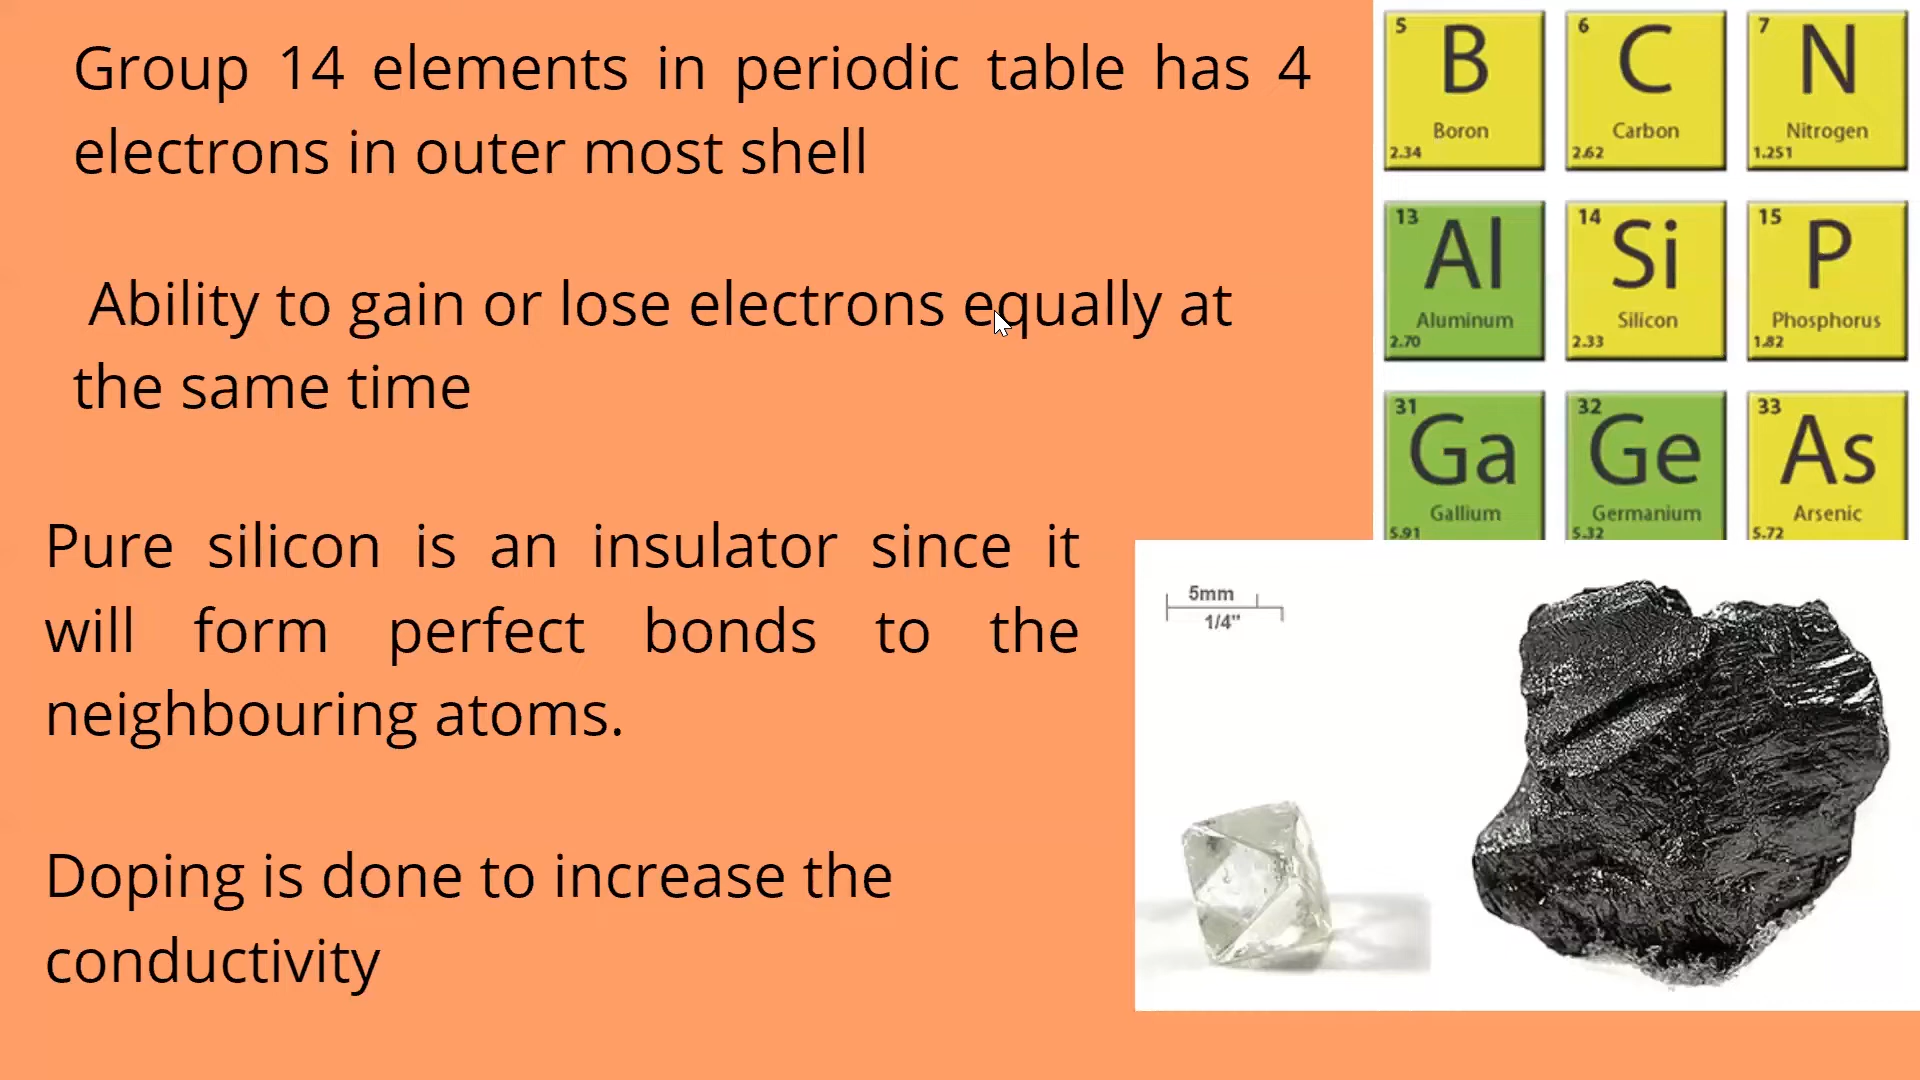 Group 14 elements in periodic table has 4
electrons in outer most shell
Ability to gain or lose electrons equally at
the same time
Pure silicon is an insulator since it
will form perfect bonds to the
neighbouring atoms.
Doping is done to increase the
conductivity
5
B
Boron
2.34
6
C
Carbon
2.62
7
N
Nitrogen
1.251
13
Al
Aluminum
2.70
14
Si
Silicon
2.33
15
P
Phosphorus
1.82
31
Ga
Gallium
5.91
32
Ge
Germanium
5.32
33
As
Arsenic
5.72
5mm
1/4"